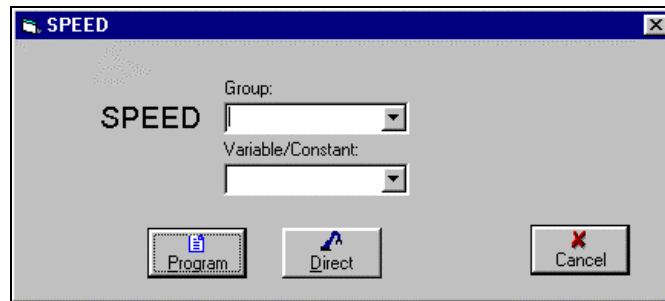 SPEED
Group:
SPEED
Variable/Constant:
Program Direct Cancel